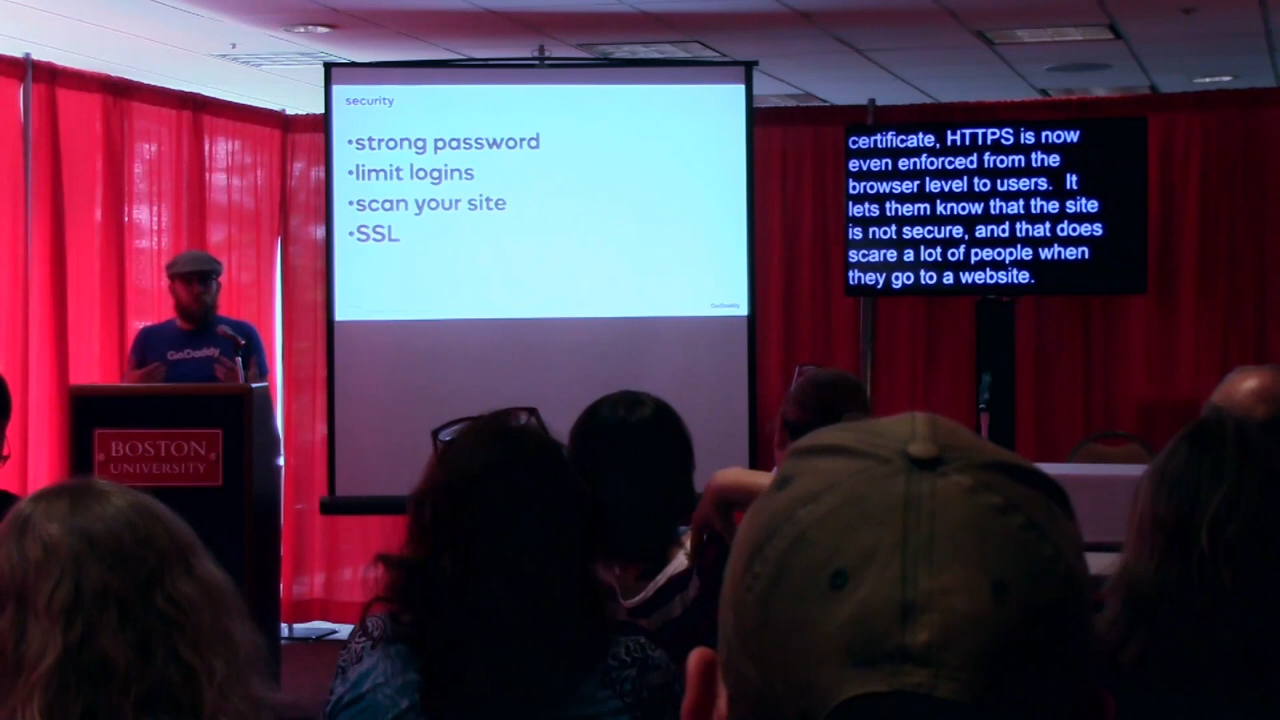 security
•strong password
•limit logins
•scan your site
•SSL
GoDaddy
certificate, HTTPS is now
even enforced from the
browser level to users. It
lets them know that the site
is not secure, and that does
scare a lot of people when
they go to a website.
GoDaddy
BOSTON
UNIVERSITY